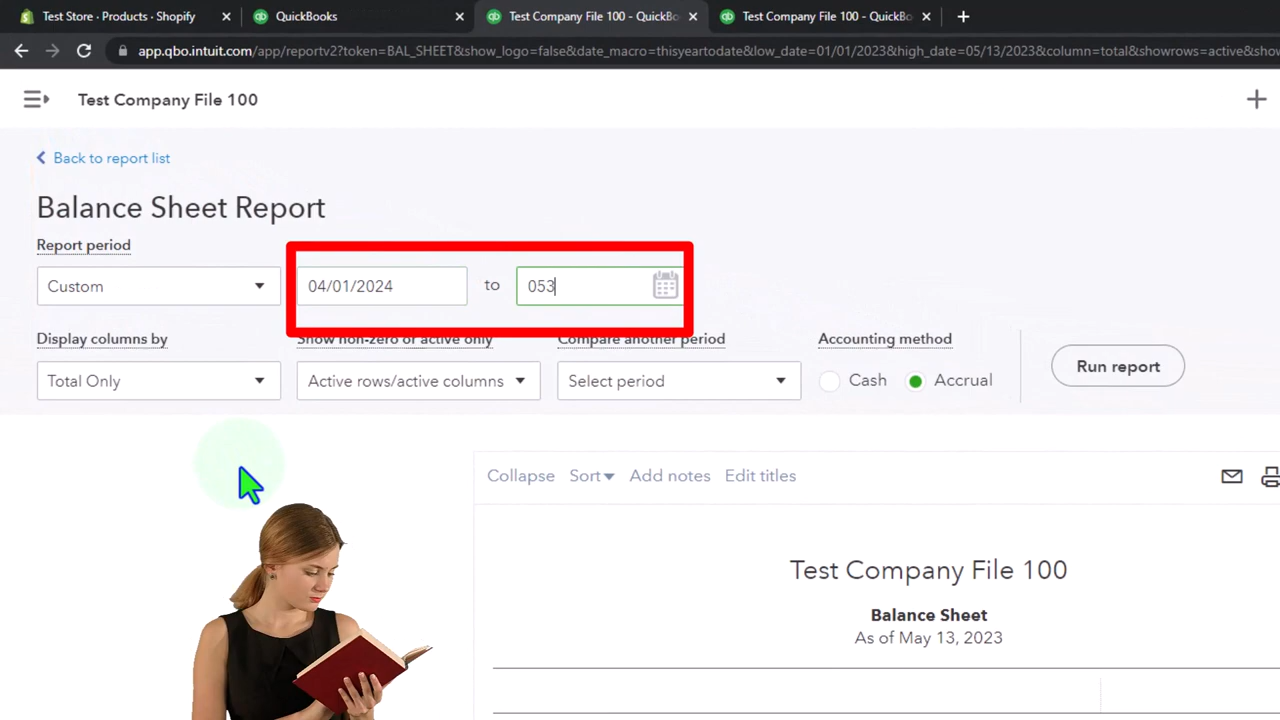 Test Store · Products · Shopify
QuickBooks
Test Company File 100 - QuickBo
Test Company File 100 - QuickBo
app.qbo.intuit.com/app/reportv2?token=BAL_SHEET&show_logo=false&date_macro=thisyeartodate&low_date=01/01/2023&high_date=05/13/2023&column=total&showrows=active&sho
Test Company File 100
Back to report list
Balance Sheet Report
Report period
Custom
04/01/2024
to
053
Display columns by
Show non-zero or active only
Compare another period
Accounting method
Total Only
Active rows/active columns
Select period
Cash
Accrual
Run report
Collapse
Sort
Add notes
Edit titles
Test Company File 100
Balance Sheet
As of May 13, 2023